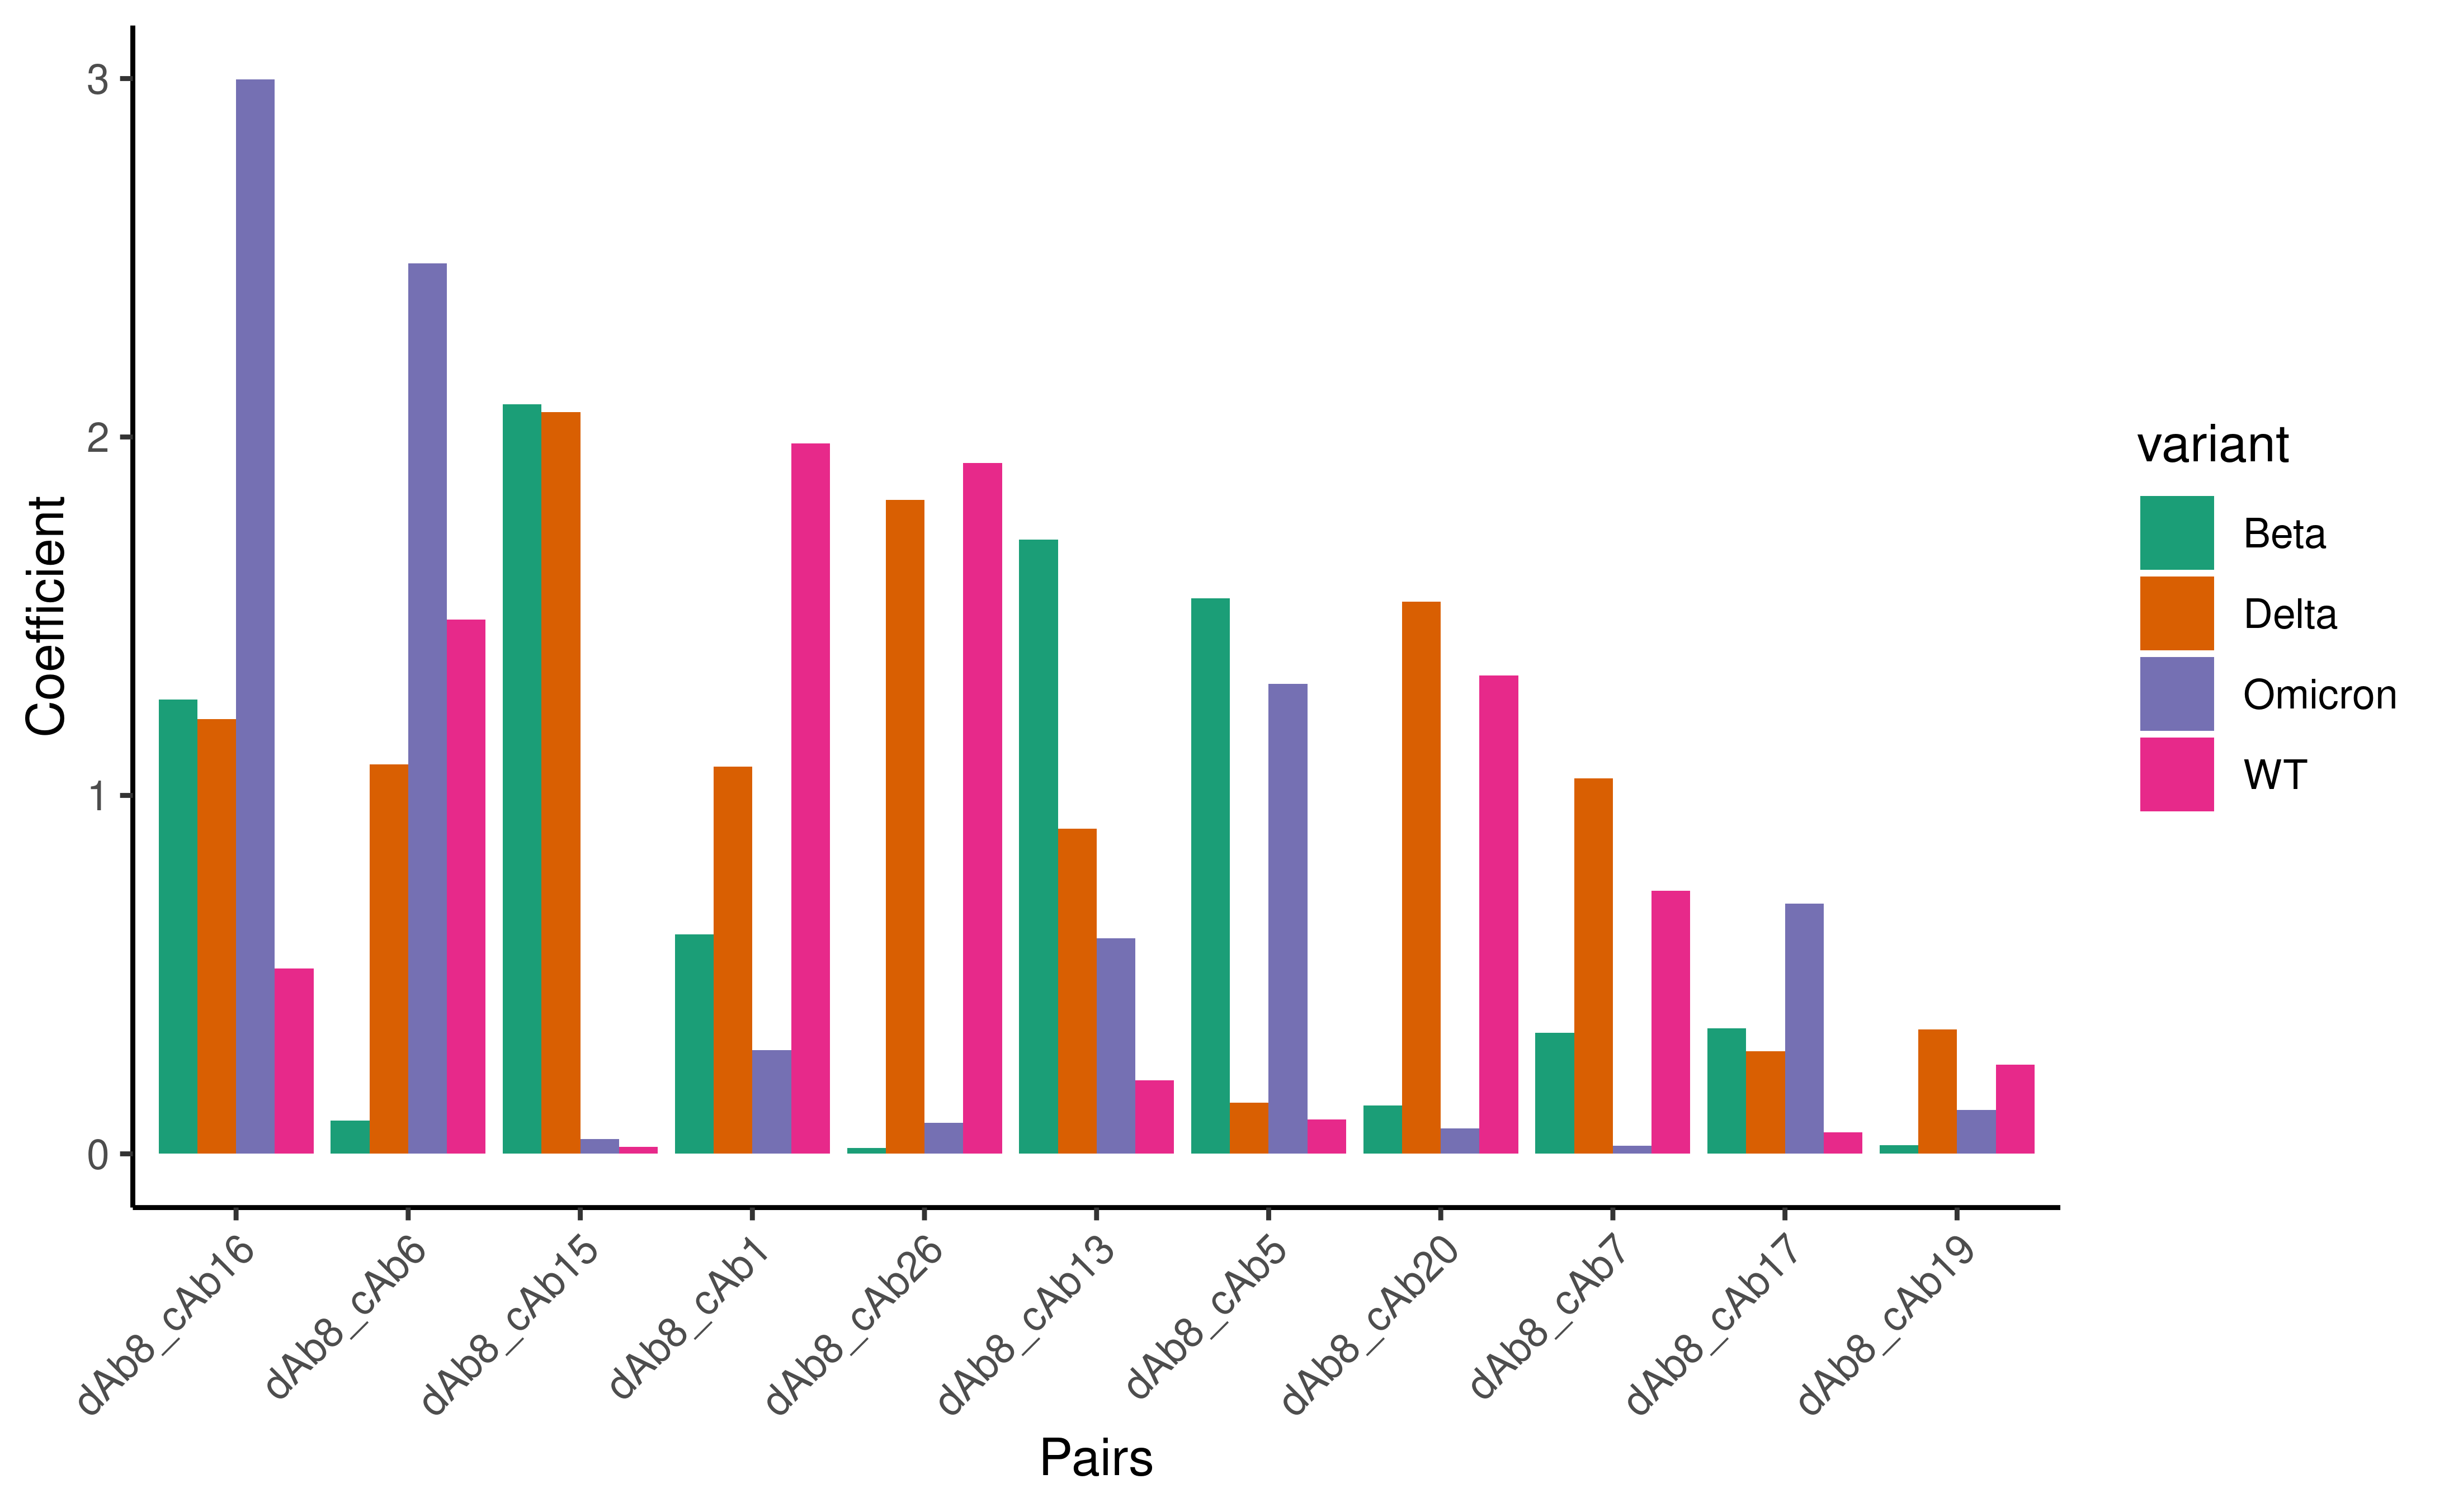 Coefficient
3
2
1
0
dAb8_cAb16
dAb8_cAb6
dAb8_cAb15
dAb8_cAb1
dAb8_cAb26
dAb8_cAb13
dAb8_cAb5
dAb8_cAb20
dAb8_cAb7
dAb8_cAb17
dAb8_cAb19
Pairs
variant
Beta
Delta
Omicron
WT